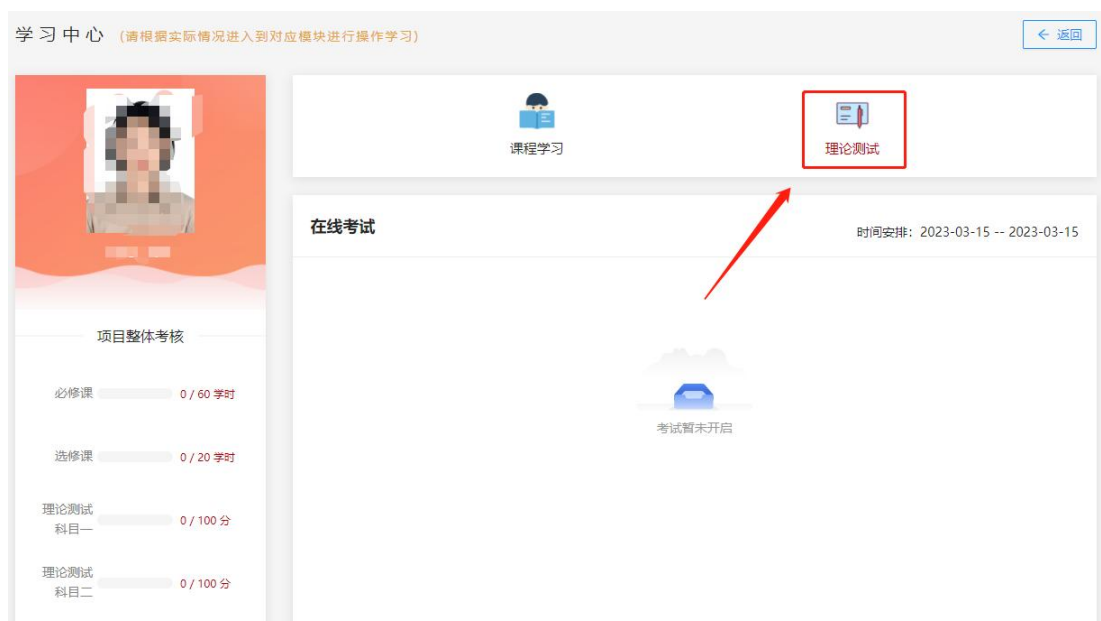 学习中心 (请根据实际情况进入到对应模块进行操作学习)
返回
课程学习
理论测试
在线考试
时间安排：2023-03-15 -- 2023-03-15
考试暂未开启
项目整体考核
必修课 0 / 60 学时
选修课 0 / 20 学时
理论测试
科目一 0 / 100 分
理论测试
科目二 0 / 100 分